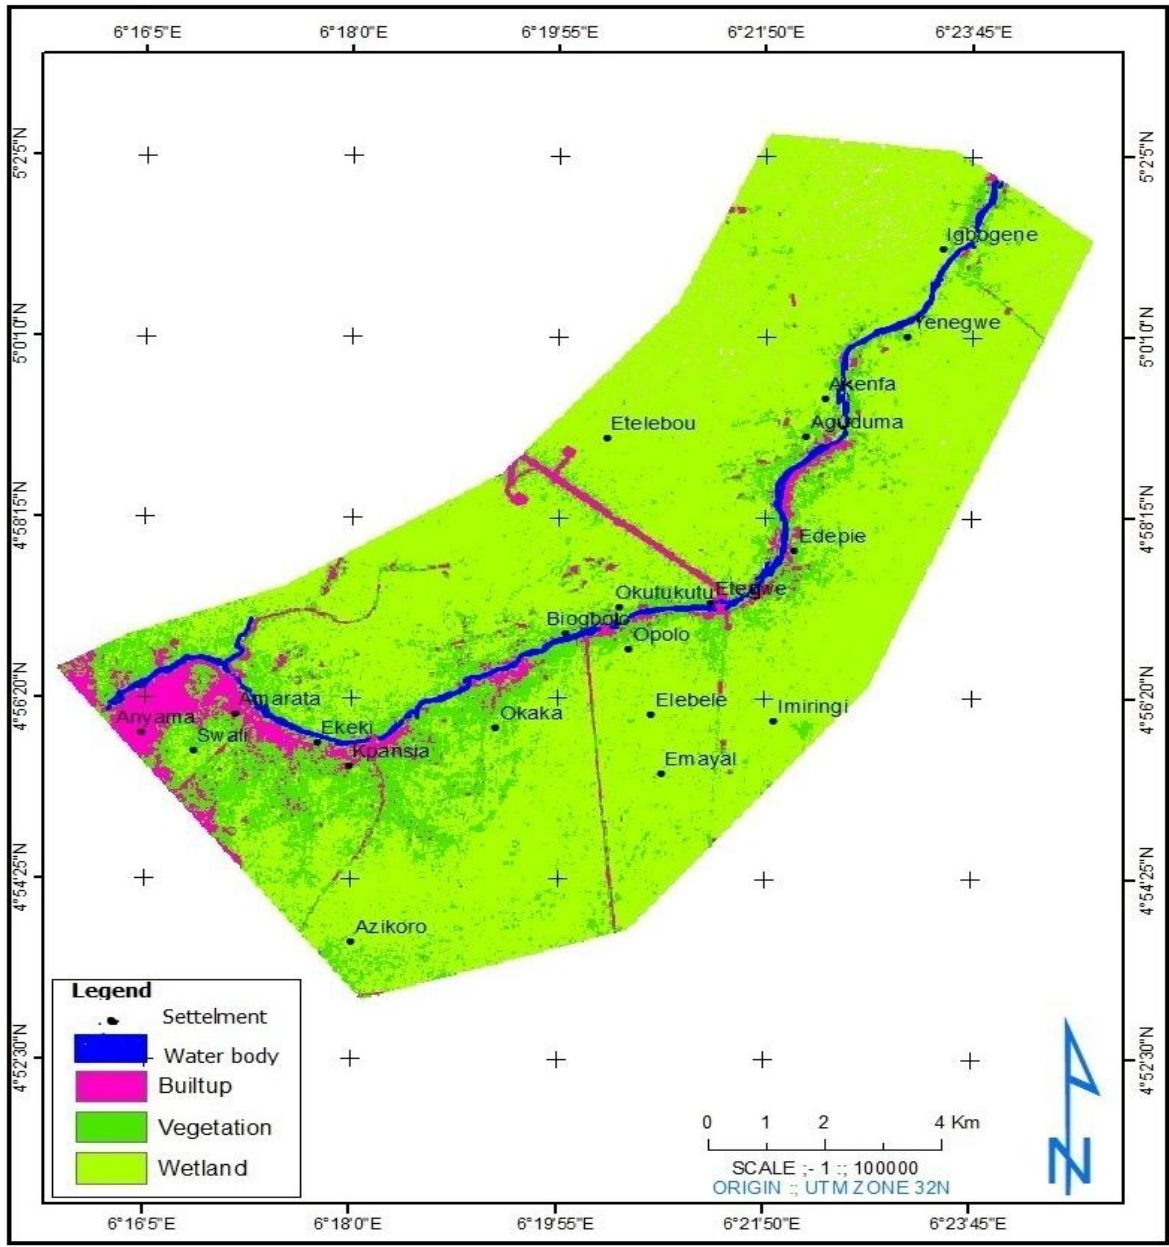 6°16'5"E 6°18'0"E 6°19'55"E 6°21'50"E 6°23'45"E
5°2'5"N 5°2'5"N
Igbogene
Yenegwe
5°0'10"N 5°0'10"N
Akenfa
Aguduma
Etelebou
4°58'15"N 4°58'15"N
Edepie
Okutukutu Etegwe
Biogbolo
Opolo
4°56'20"N 4°56'20"N
Amarata Elebele Imiringi
Anyama Okaka
Swali Ekeki
Kpansia Emayal
4°54'25"N 4°54'25"N
Azikoro
Legend
Settelment
Water body
Builtup
Vegetation
Wetland
4°52'30"N 4°52'30"N
0 1 2 4 Km
SCALE ;- 1 :; 100000
ORIGIN :; UTM ZONE 32N
N
6°16'5"E 6°18'0"E 6°19'55"E 6°21'50"E 6°23'45"E